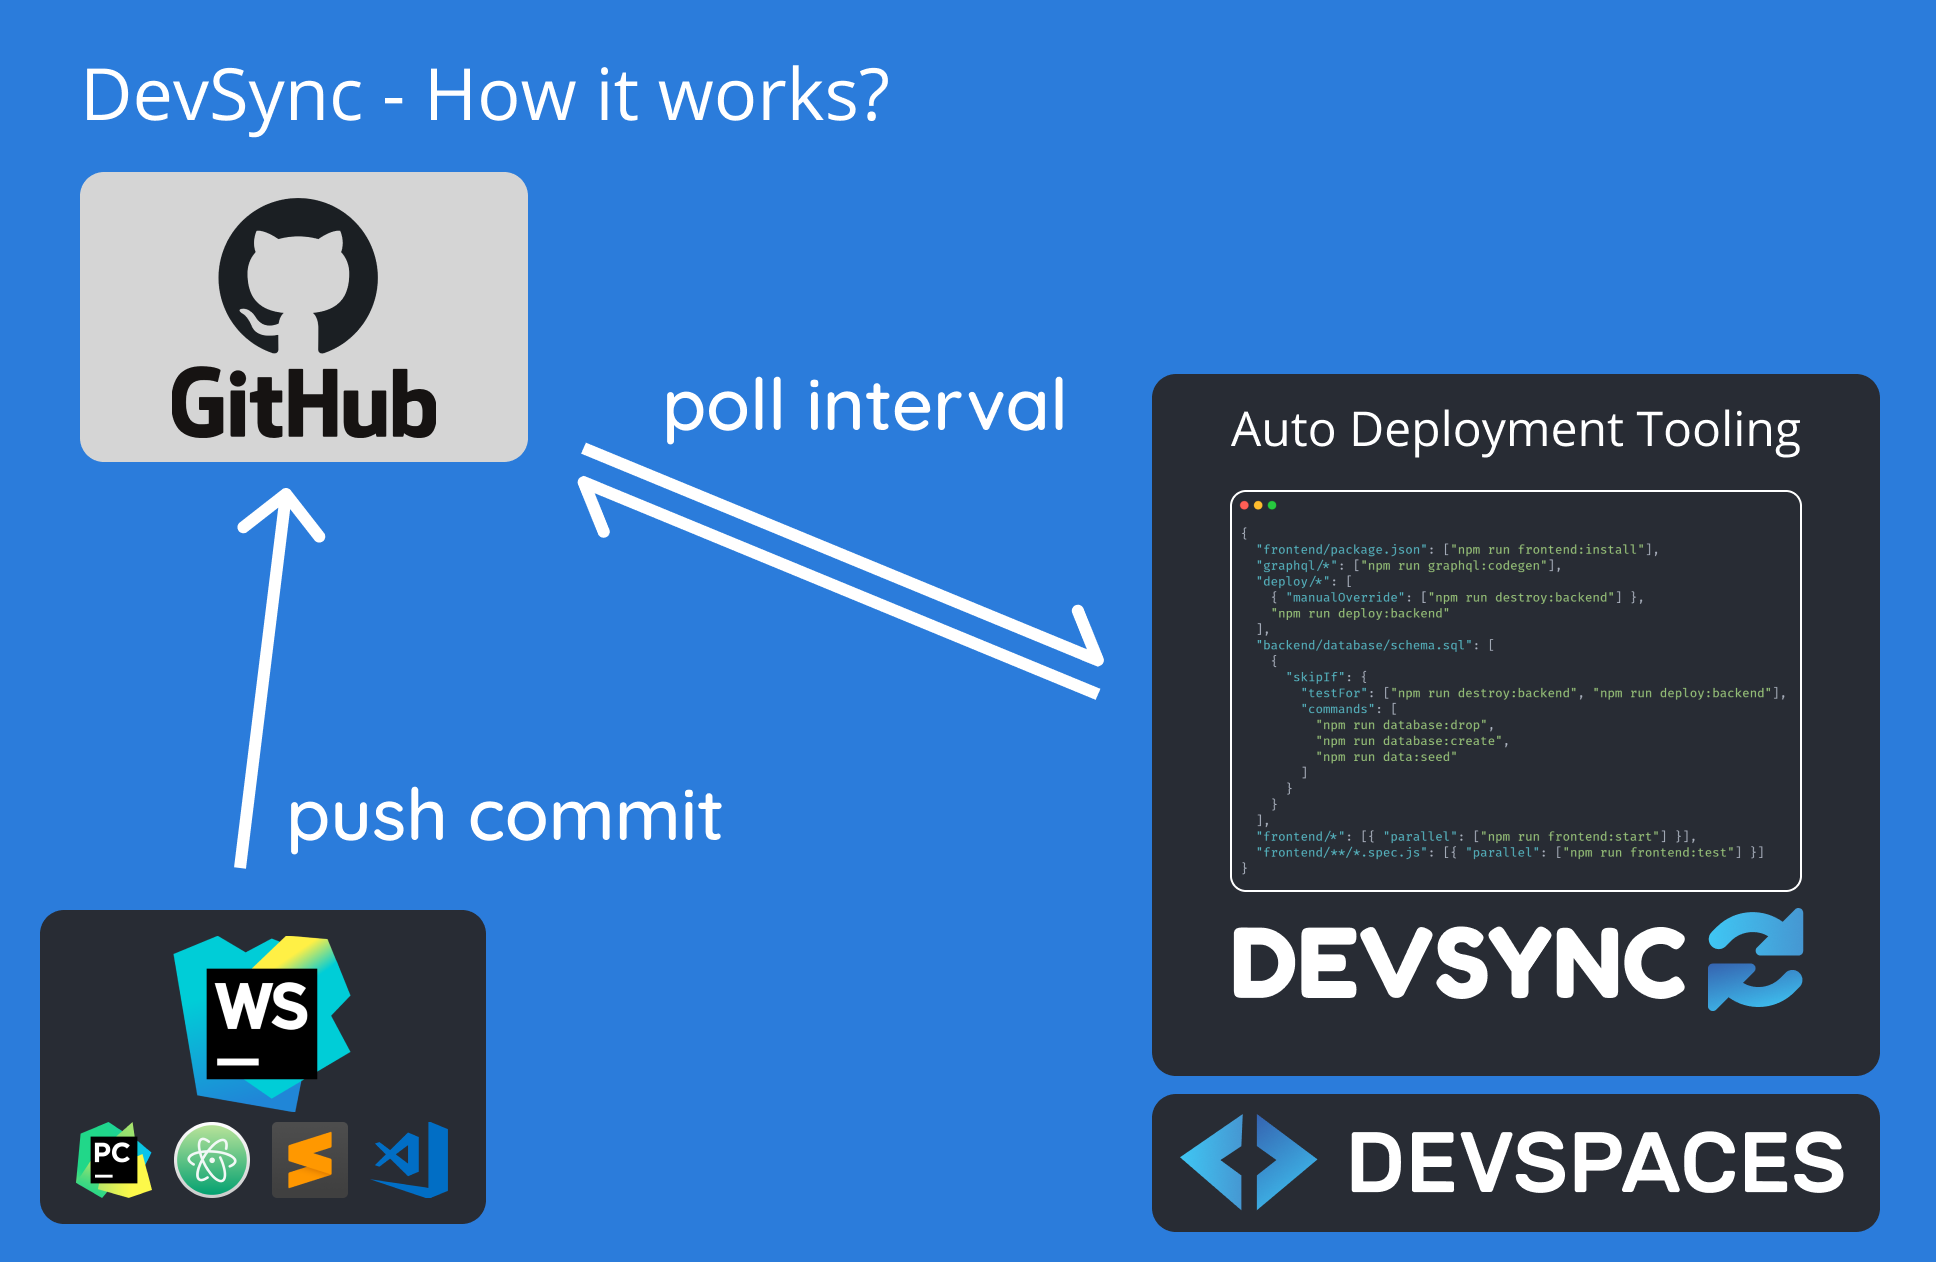 DevSync - How it works?
GitHub
poll interval
push commit
WS
PC
Auto Deployment Tooling
{
  "frontend/package.json": ["npm run frontend:install"],
  "graphql/*": ["npm run graphql:codegen"],
  "deploy/*": [
    { "manualOverride": ["npm run destroy:backend"] },
    "npm run deploy:backend"
  ],
  "backend/database/schema.sql": [
    {
      "skipIf": {
        "testFor": ["npm run destroy:backend", "npm run deploy:backend"],
        "commands": [
          "npm run database:drop",
          "npm run database:create",
          "npm run data:seed"
        ]
      }
    }
  ],
  "frontend/*": [{ "parallel": ["npm run frontend:start"] }],
  "frontend/**/*.spec.js": [{ "parallel": ["npm run frontend:test"] }]
}
DEVSYNC
DEVSPACES